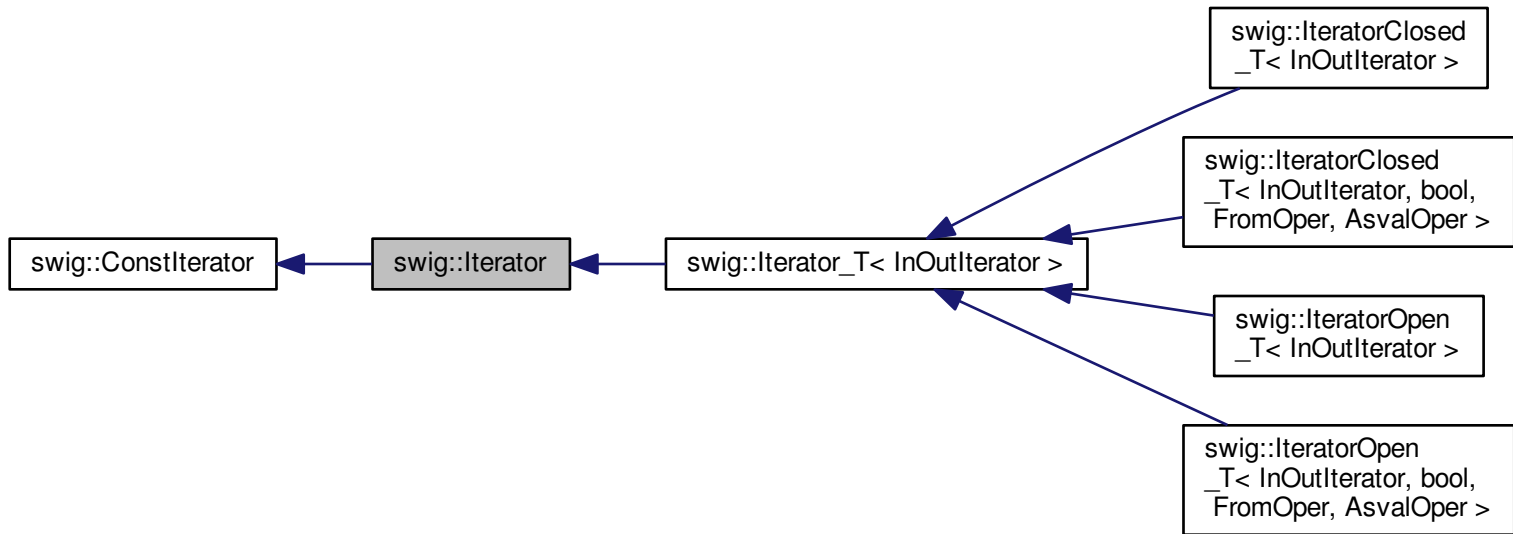 swig::ConstIterator
swig::Iterator
swig::Iterator_T< InOutIterator >
swig::IteratorClosed
_T< InOutIterator >
swig::IteratorClosed
_T< InOutIterator, bool,
FromOper, AsvalOper >
swig::IteratorOpen
_T< InOutIterator >
swig::IteratorOpen
_T< InOutIterator, bool,
FromOper, AsvalOper >